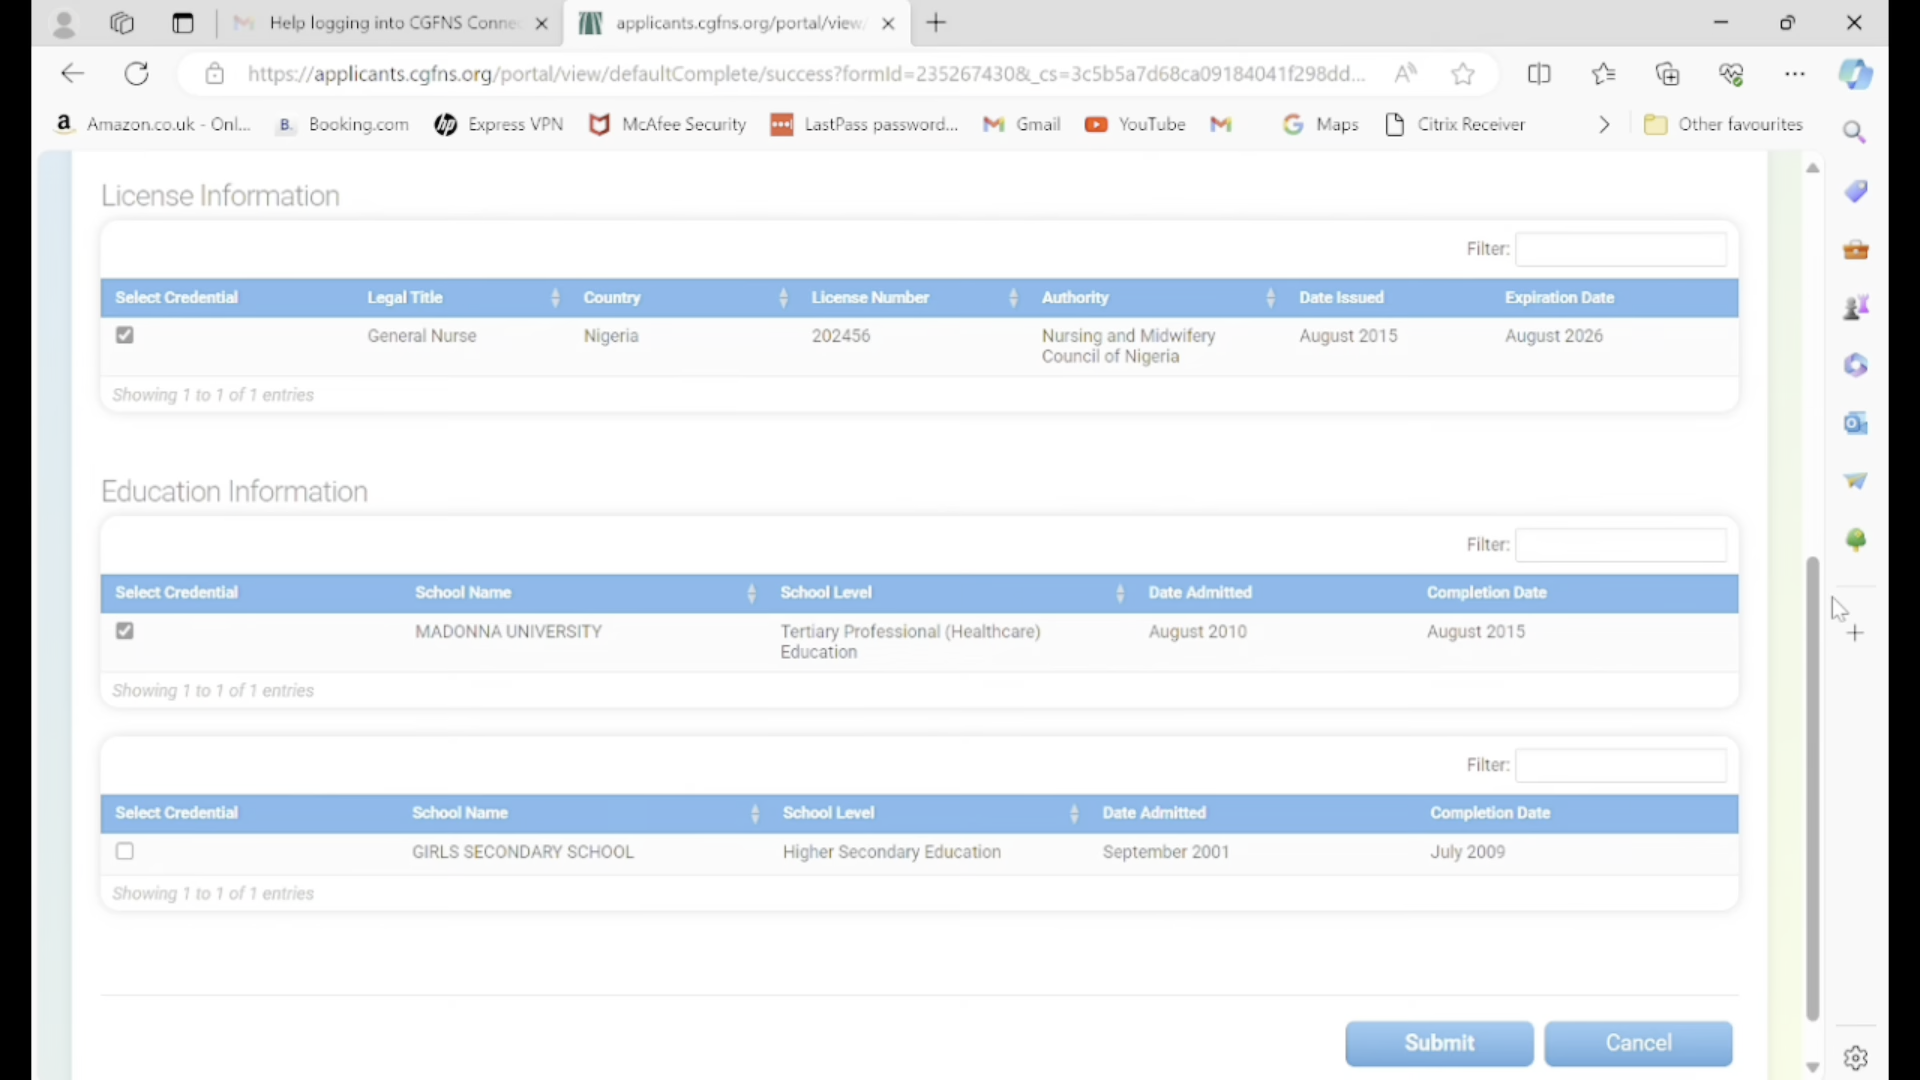 Help logging into CGFNS Conne
applicants.cgfns.org/portal/view/
https://applicants.cgfns.org/portal/view/defaultComplete/success?formId=235267430&_cs=3c5b5a7d68ca09184041f298dd...
Amazon.co.uk - Onl... Booking.com Express VPN McAfee Security LastPass password... Gmail YouTube Maps Citrix Receiver Other favourites
License Information
Filter:
Select Credential Legal Title Country License Number Authority Date Issued Expiration Date
General Nurse Nigeria 202456 Nursing and Midwifery August 2015 August 2026
Council of Nigeria
Showing 1 to 1 of 1 entries
Education Information
Filter:
Select Credential School Name School Level Date Admitted Completion Date
MADONNA UNIVERSITY Tertiary Professional (Healthcare) August 2010 August 2015
Education
Showing 1 to 1 of 1 entries
Filter:
Select Credential School Name School Level Date Admitted Completion Date
GIRLS SECONDARY SCHOOL Higher Secondary Education September 2001 July 2009
Showing 1 to 1 of 1 entries
Submit Cancel